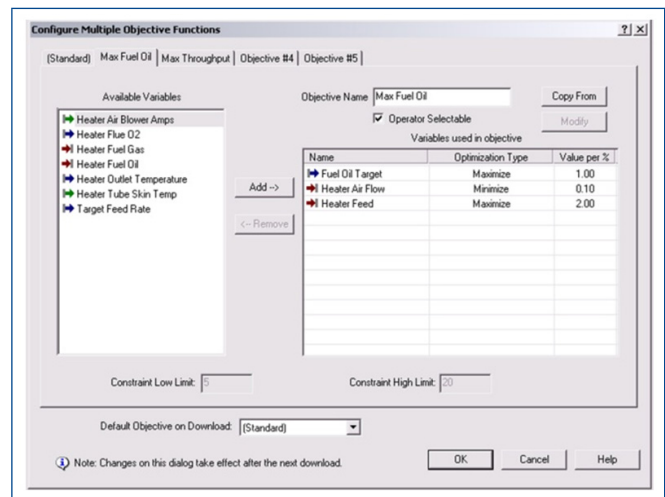 Configure Multiple Objective Functions
(Standard) Max Fuel Oil Max Throughput Objective #4 Objective #5
Available Variables
Heater Air Blower Amps
Heater Flue O2
Heater Fuel Gas
Heater Fuel Oil
Heater Outlet Temperature
Heater Tube Skin Temp
Target Feed Rate
Add -->
<-- Remove
Objective Name Max Fuel Oil
Copy From
Operator Selectable
Modify
Variables used in objective
Name Optimization Type Value per %
Fuel Oil Target Maximize 1.00
Heater Air Flow Minimize 0.10
Heater Feed Maximize 2.00
Constraint Low Limit: 5
Constraint High Limit: 20
Default Objective on Download: (Standard)
Note: Changes on this dialog take effect after the next download.
OK Cancel Help